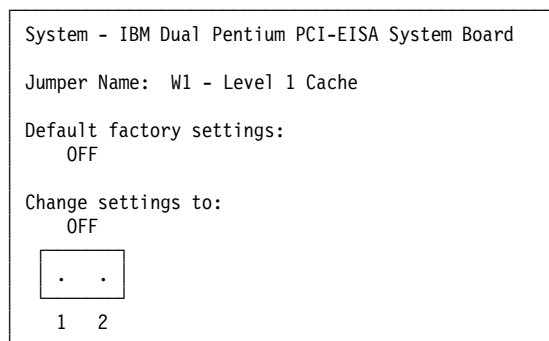 System - IBM Dual Pentium PCI-EISA System Board
Jumper Name:  W1 - Level 1 Cache
Default factory settings:
OFF
Change settings to:
OFF
. .
1 2